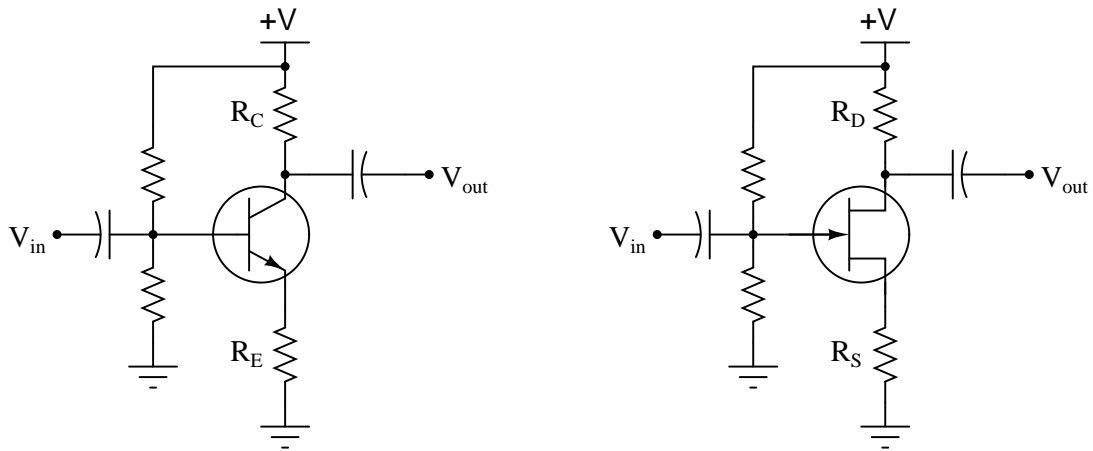 +V
R_C
V_out
V_in
R_E
+V
R_D
V_out
V_in
R_S